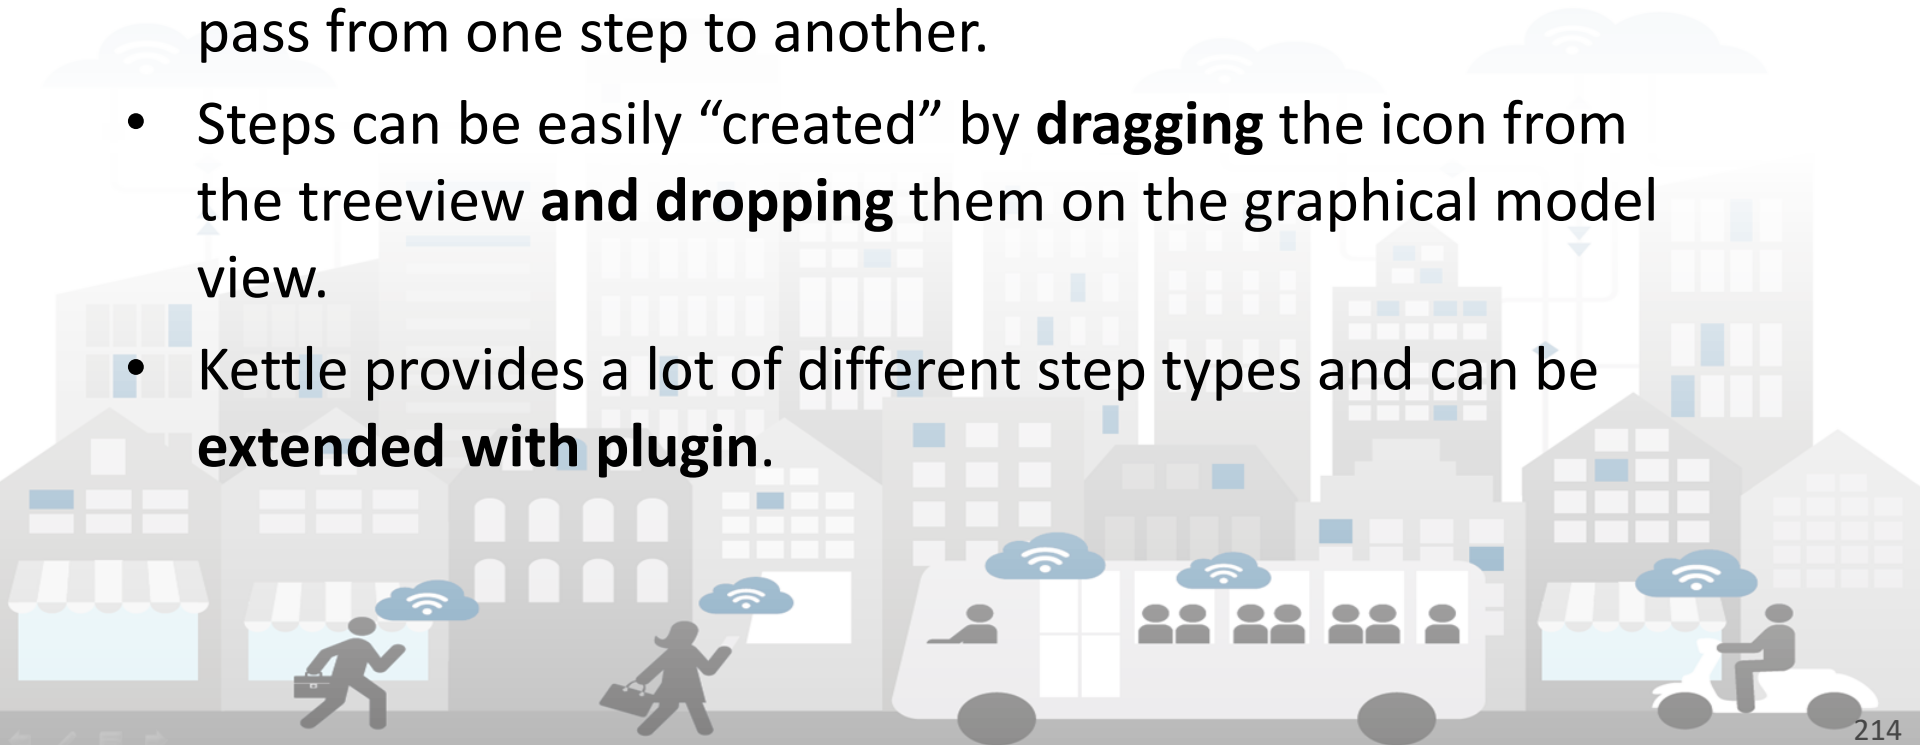 pass from one step to another.
• Steps can be easily “created” by dragging the icon from
the treeview and dropping them on the graphical model
view.
• Kettle provides a lot of different step types and can be
extended with plugin.
214